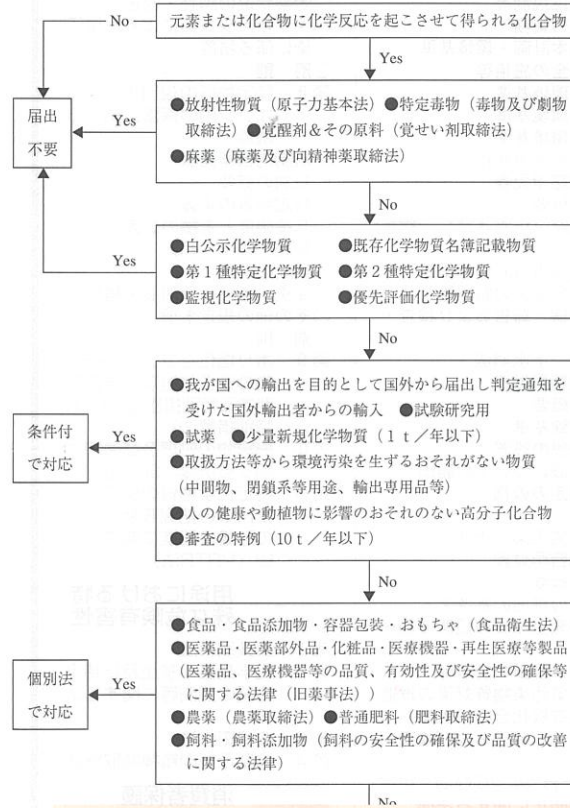 No
元素または化合物に化学反応を起こさせて得られる化合物
Yes
届出
不要
Yes
●放射性物質（原子力基本法）●特定毒物（毒物及び劇物
取締法）●覚醒剤＆その原料（覚せい剤取締法）
●麻薬（麻薬及び向精神薬取締法）
No
Yes
●白公示化学物質 ●既存化学物質名簿記載物質
●第１種特定化学物質 ●第２種特定化学物質
●監視化学物質 ●優先評価化学物質
No
条件付
で対応
Yes
●我が国への輸出を目的として国外から届出し判定通知を
受けた国外輸出者からの輸入 ●試験研究用
●試薬 ●少量新規化学物質（１ｔ／年以下）
●取扱方法等から環境汚染を生ずるおそれがない物質
（中間物、閉鎖系等用途、輸出専用品等）
●人の健康や動植物に影響のおそれのない高分子化合物
●審査の特例（10ｔ／年以下）
No
個別法
で対応
Yes
●食品・食品添加物・容器包装・おもちゃ（食品衛生法）
●医薬品・医薬部外品・化粧品・医療機器・再生医療等製品
（医薬品、医療機器等の品質、有効性及び安全性の確保等
に関する法律（旧薬事法））
●農薬（農薬取締法）●普通肥料（肥料取締法）
●飼料・飼料添加物（飼料の安全性の確保及び品質の改善
に関する法律）
No